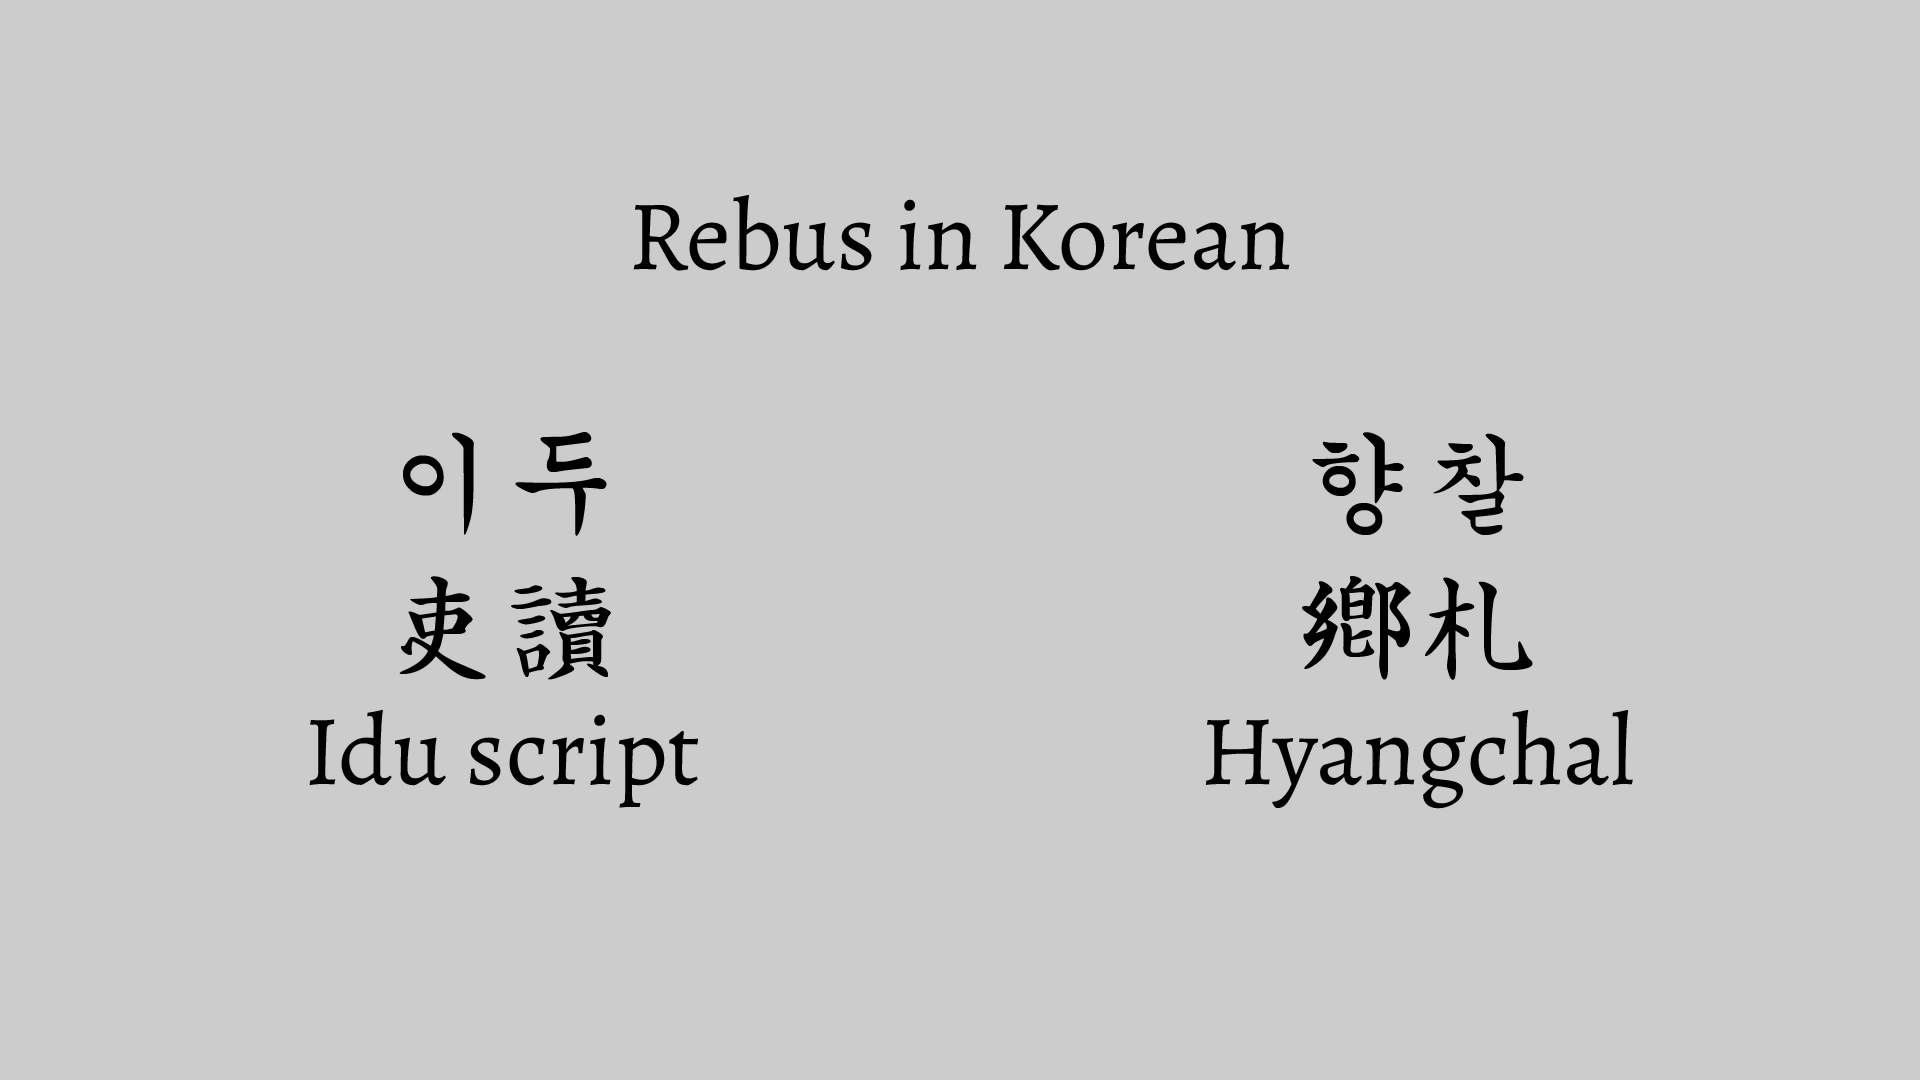 Rebus in Korean
이두
吏讀
Idu script
향찰
鄕札
Hyangchal